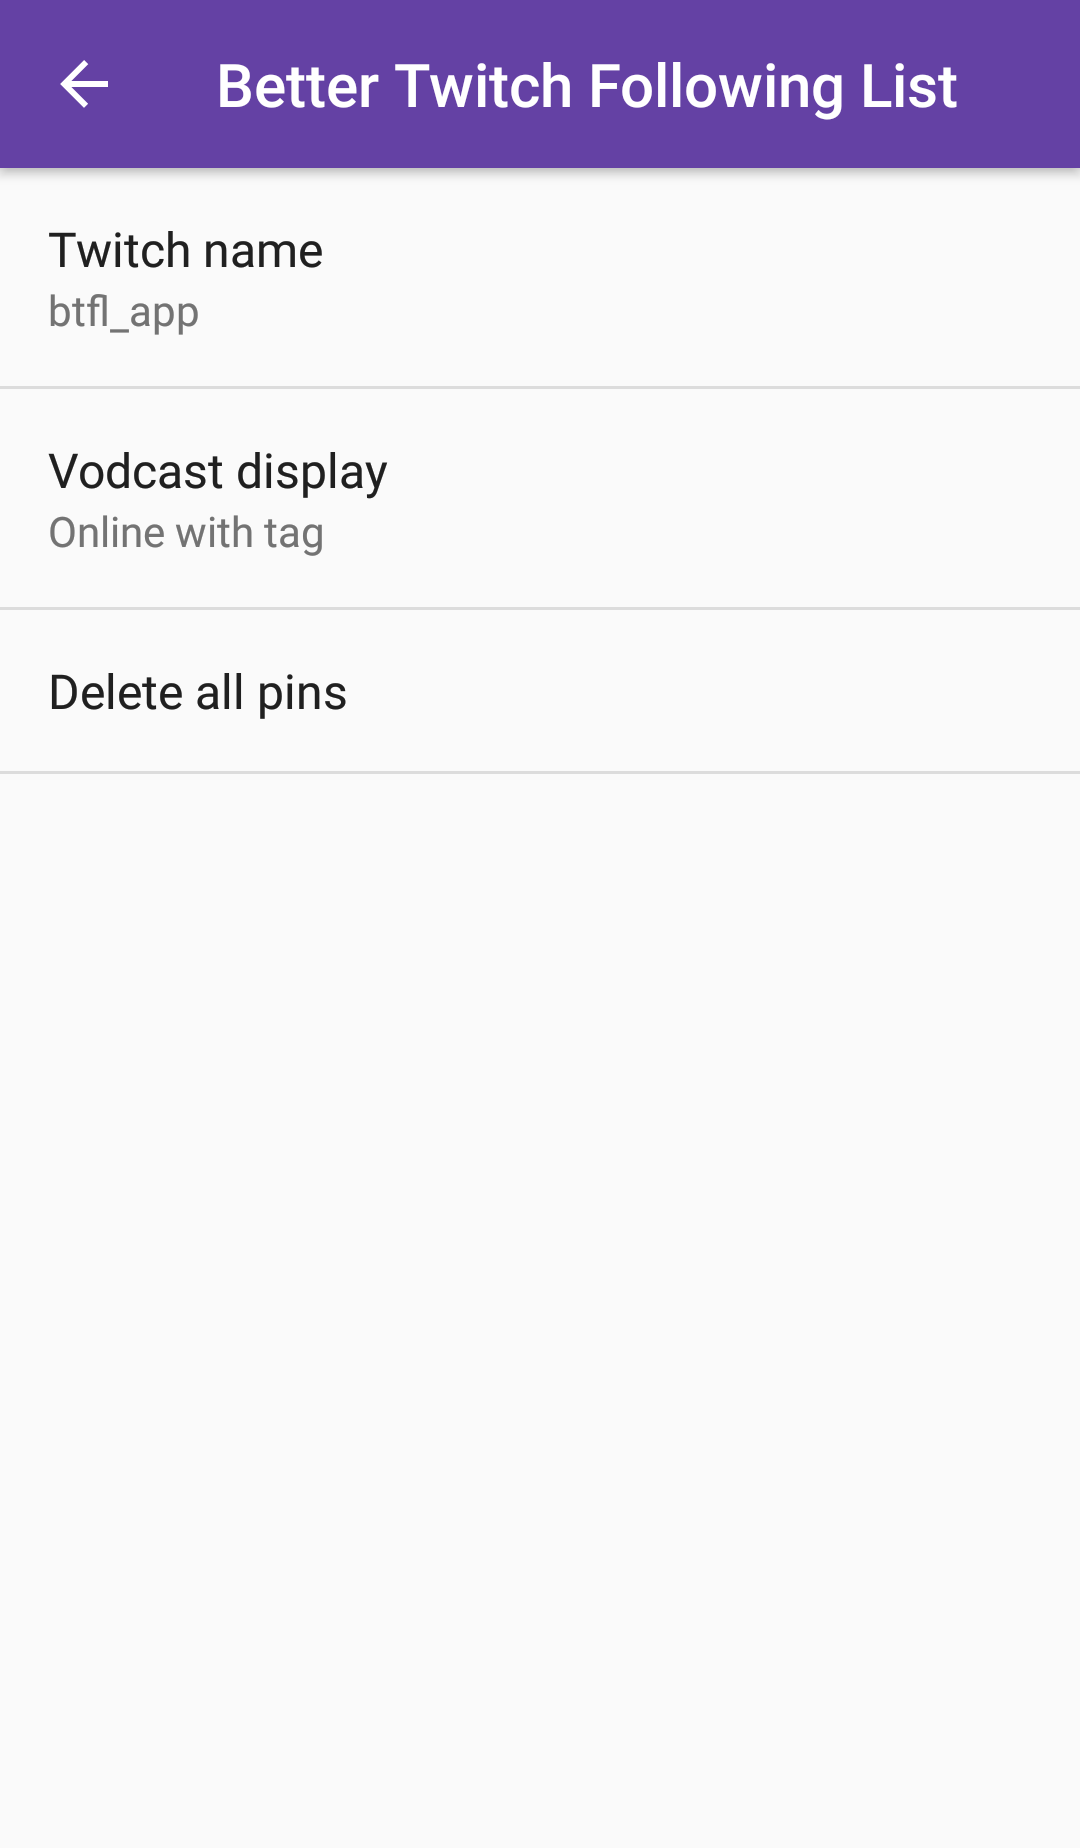 Better Twitch Following List
Twitch name
btfl_app
Vodcast display
Online with tag
Delete all pins